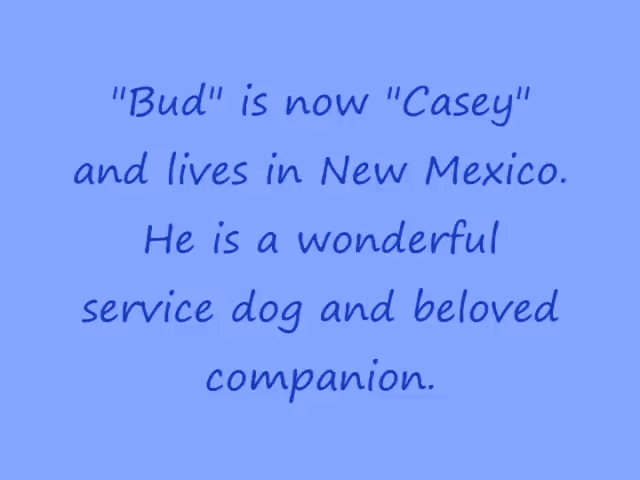 "Bud" is now "Casey"
and lives in New Mexico.
He is a wonderful
service dog and beloved
companion.